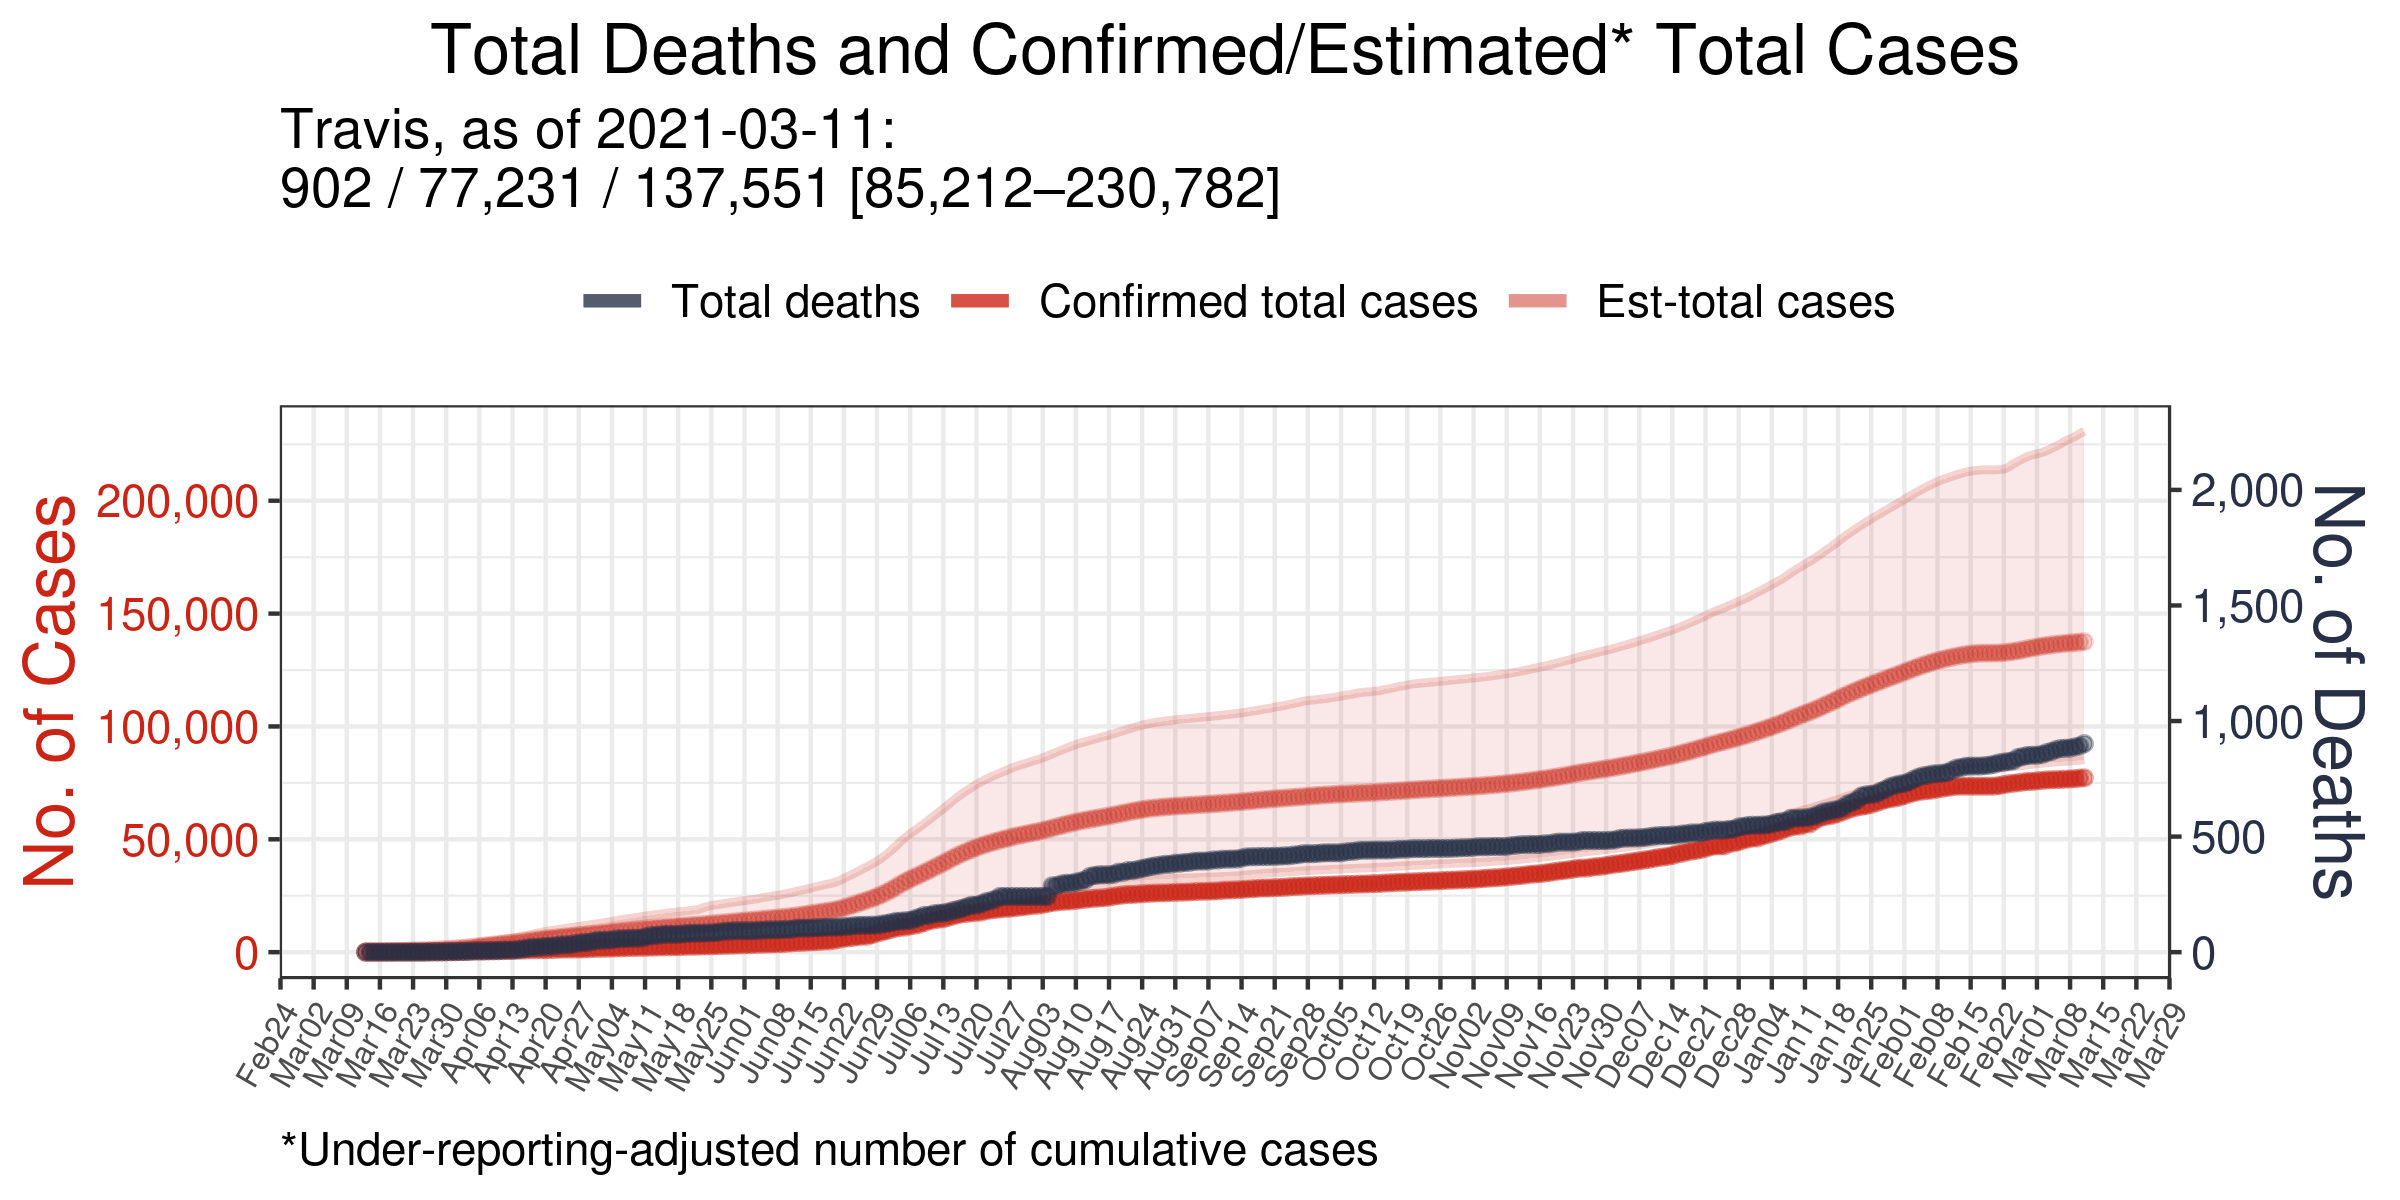 Total Deaths and Confirmed/Estimated* Total Cases
Travis, as of 2021-03-11:
902 / 77,231 / 137,551 [85,212–230,782]
Total deaths
Confirmed total cases
Est-total cases
No. of Cases
200,000
150,000
100,000
50,000
0
2,000
1,500
1,000
500
0
No. of Deaths
Feb24
Mar02
Mar09
Mar16
Mar23
Mar30
Apr06
Apr13
Apr20
Apr27
May04
May11
May18
May25
Jun01
Jun08
Jun15
Jun22
Jun29
Jul06
Jul13
Jul20
Jul27
Aug03
Aug10
Aug17
Aug24
Aug31
Sep07
Sep14
Sep21
Sep28
Oct05
Oct12
Oct19
Oct26
Nov02
Nov09
Nov16
Nov23
Nov30
Dec07
Dec14
Dec21
Dec28
Jan04
Jan11
Jan18
Jan25
Feb01
Feb08
Feb15
Feb22
Mar01
Mar08
Mar15
Mar22
Mar29
*Under-reporting-adjusted number of cumulative cases